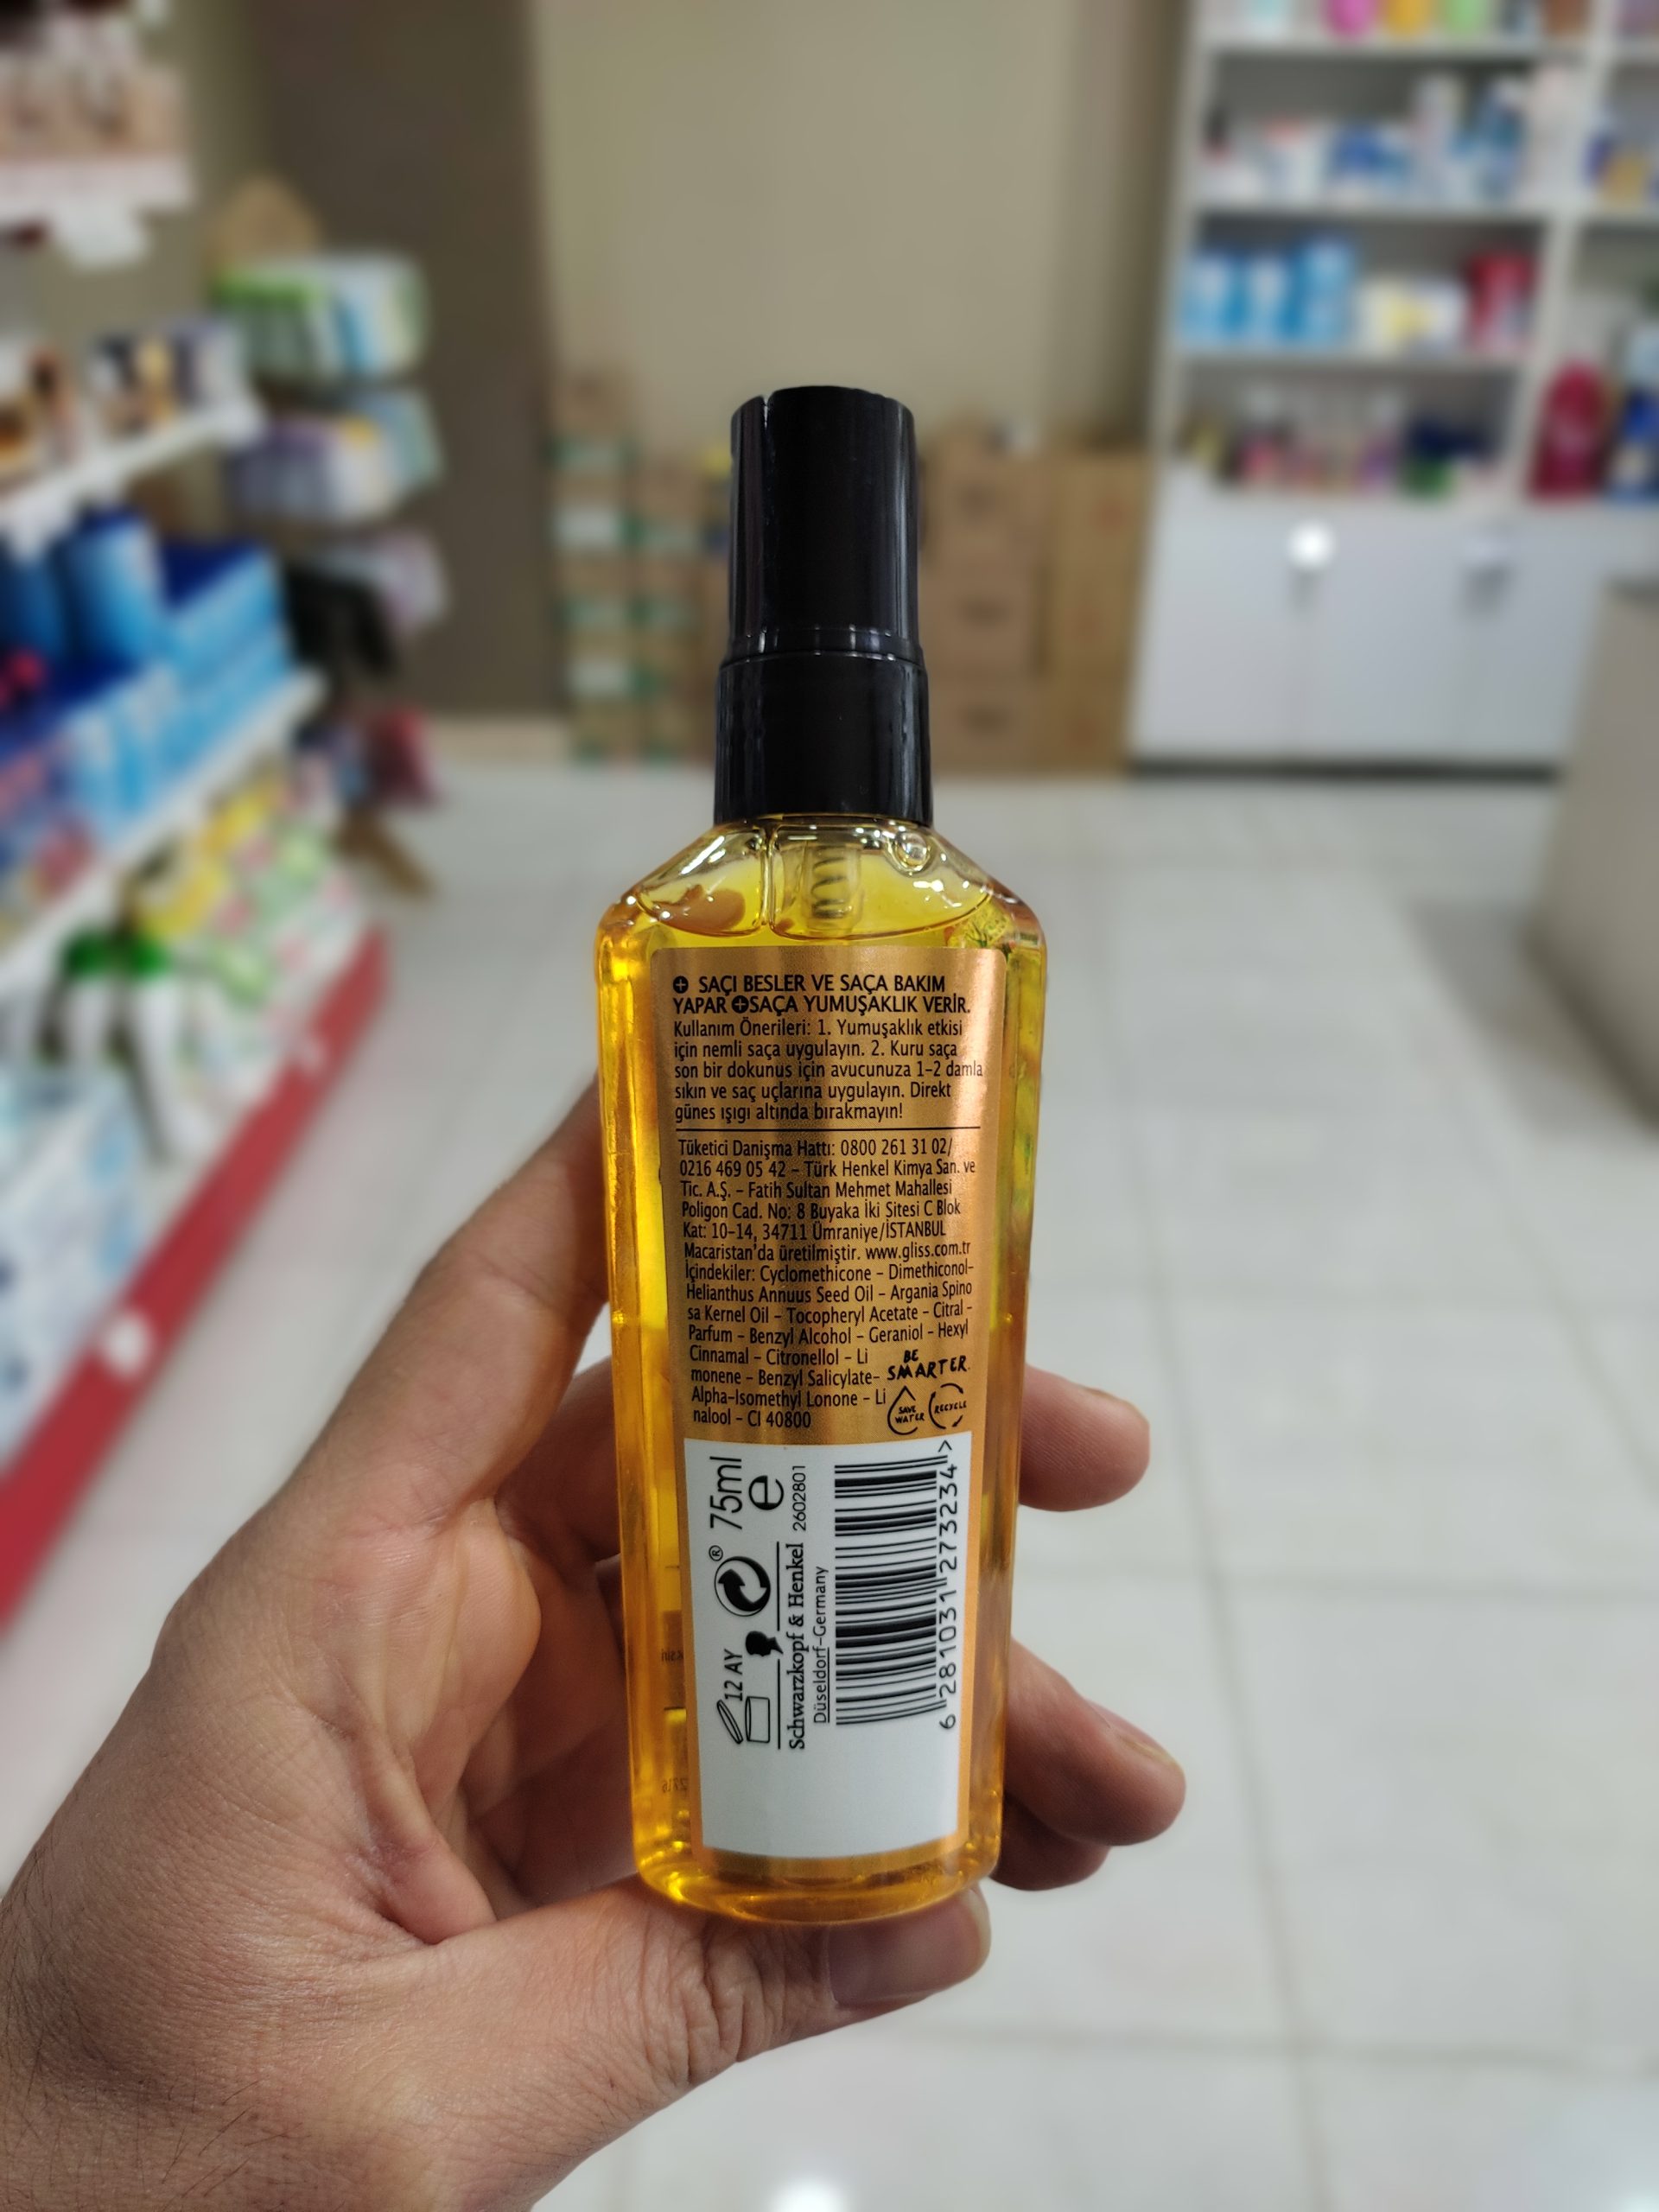 SAÇI BESLER VE SAÇA BAKIM
YAPAR SAÇA YUMUŞAKLIK VERİR.
Kullanım Önerileri: 1. Yumuşaklık etkisi
için nemli saça uygulayın. 2. Kuru saça
son bir dokunus için avucunuza 1-2 damla
sıkın ve saç uçlarına uygulayın. Direkt
günes ışıgı altında bırakmayın!
Tüketici Danışma Hattı: 0800 261 31 02/
0216 469 05 42 - Türk Henkel Kimya San. ve
Tic. A.Ş. - Fatih Sultan Mehmet Mahallesi
Poligon Cad. No: 8 Buyaka İki Sitesi C Blok
Kat: 10-14, 34711 Ümraniye/İSTANBUL
Macaristan'da üretilmiştir. www.gliss.com.tr
İçindekiler: Cyclomethicone - Dimethiconol-
Helianthus Annuus Seed Oil - Argania Spino
sa Kernel Oil - Tocopheryl Acetate - Citral -
Parfum - Benzyl Alcohol - Geraniol - Hexyl
Cinnamal - Citronellol - Li
monene - Benzyl Salicylate-
Alpha-Isomethyl Lonone - Li
nalool - CI 40800
BE
SMARTER.
SAVE
WATER
RECYCLE
75ml
e
12 AY
2602801
Schwarzkopf & Henkel
Düseldorf-Germany
6 281031 273234 >